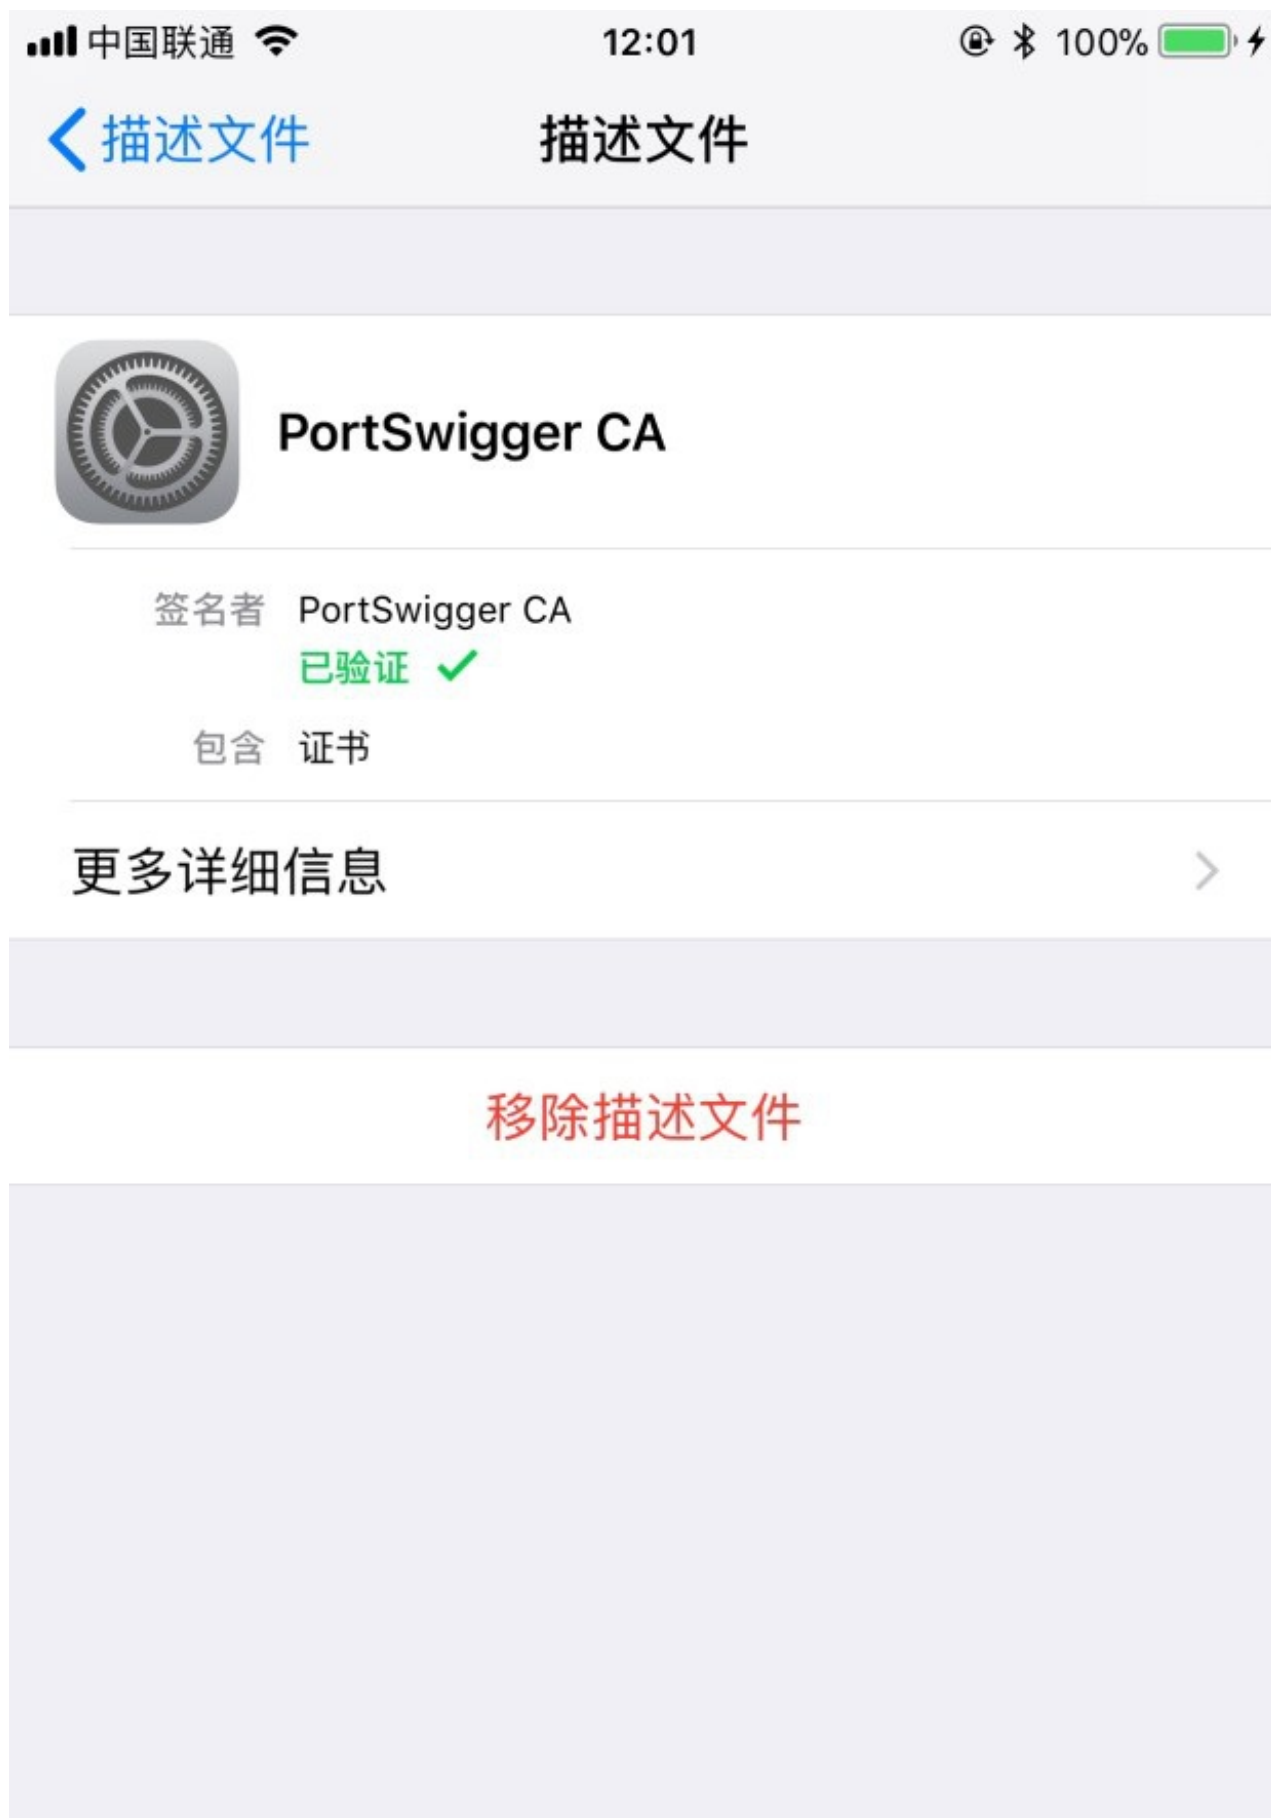 中国联通 12:01 100%
描述文件 描述文件
PortSwigger CA
签名者 PortSwigger CA
已验证
包含 证书
更多详细信息
移除描述文件